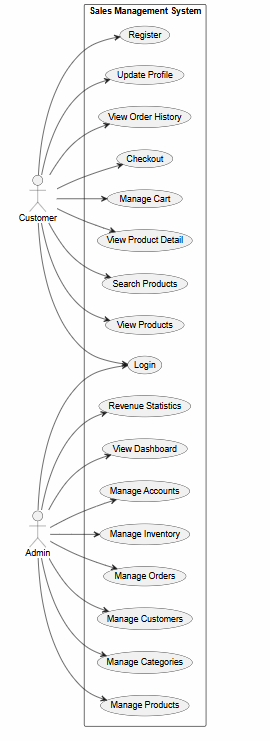 Sales Management System
Register
Update Profile
View Order History
Checkout
Manage Cart
Customer
View Product Detail
Search Products
View Products
Login
Revenue Statistics
View Dashboard
Manage Accounts
Manage Inventory
Admin
Manage Orders
Manage Customers
Manage Categories
Manage Products